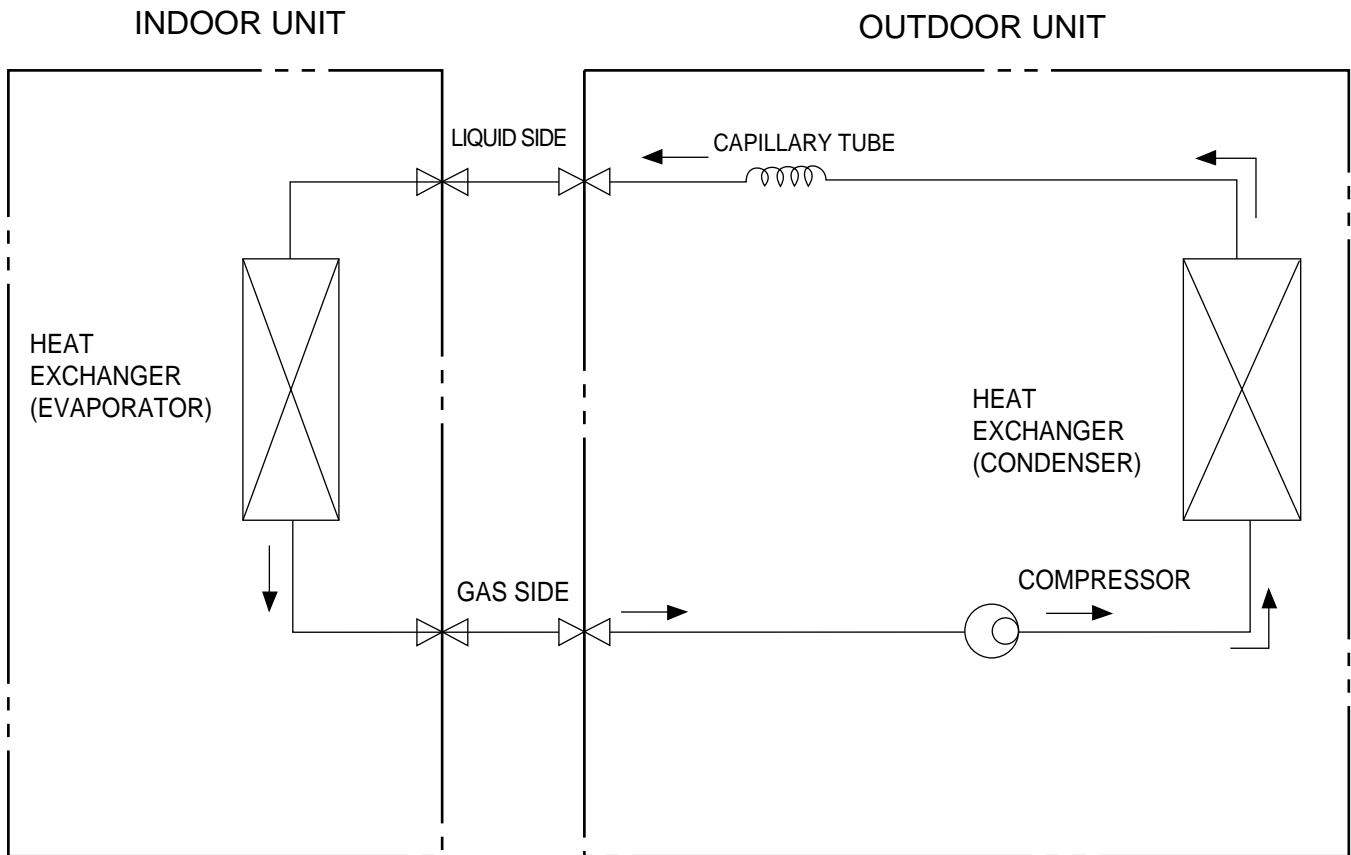 INDOOR UNIT
OUTDOOR UNIT
LIQUID SIDE
CAPILLARY TUBE
HEAT
EXCHANGER
(EVAPORATOR)
HEAT
EXCHANGER
(CONDENSER)
GAS SIDE
COMPRESSOR